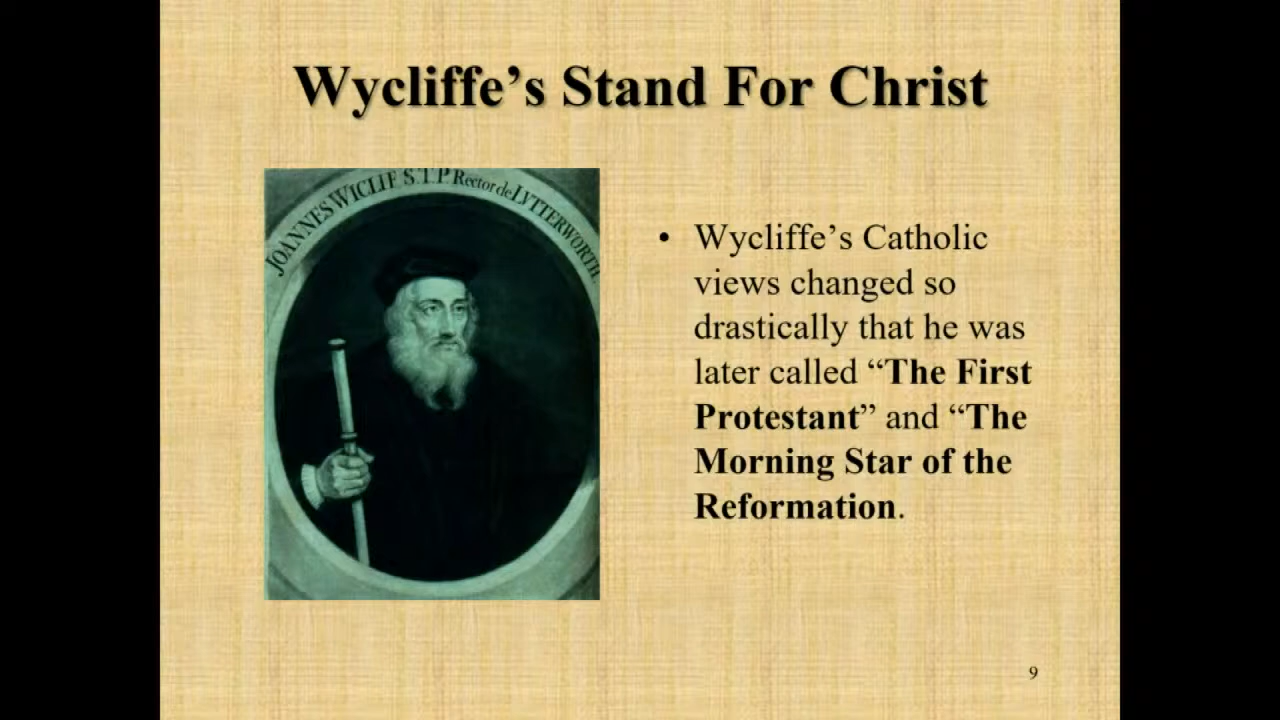 Wycliffe’s Stand For Christ
JOANNES WICLIF S.T.P Rector de LVTTERWORTH
• Wycliffe’s Catholic
views changed so
drastically that he was
later called “The First
Protestant” and “The
Morning Star of the
Reformation.
9